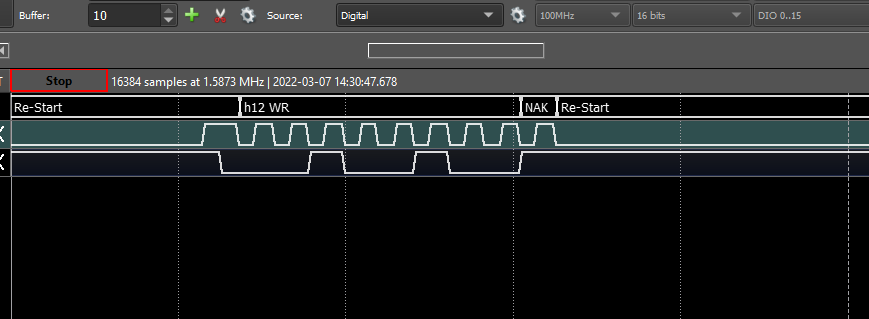 Buffer: 10 Source: Digital 100MHz 16 bits DIO 0..15
Stop 16384 samples at 1.5873 MHz | 2022-03-07 14:30:47.678
Re-Start h12 WR NAK Re-Start